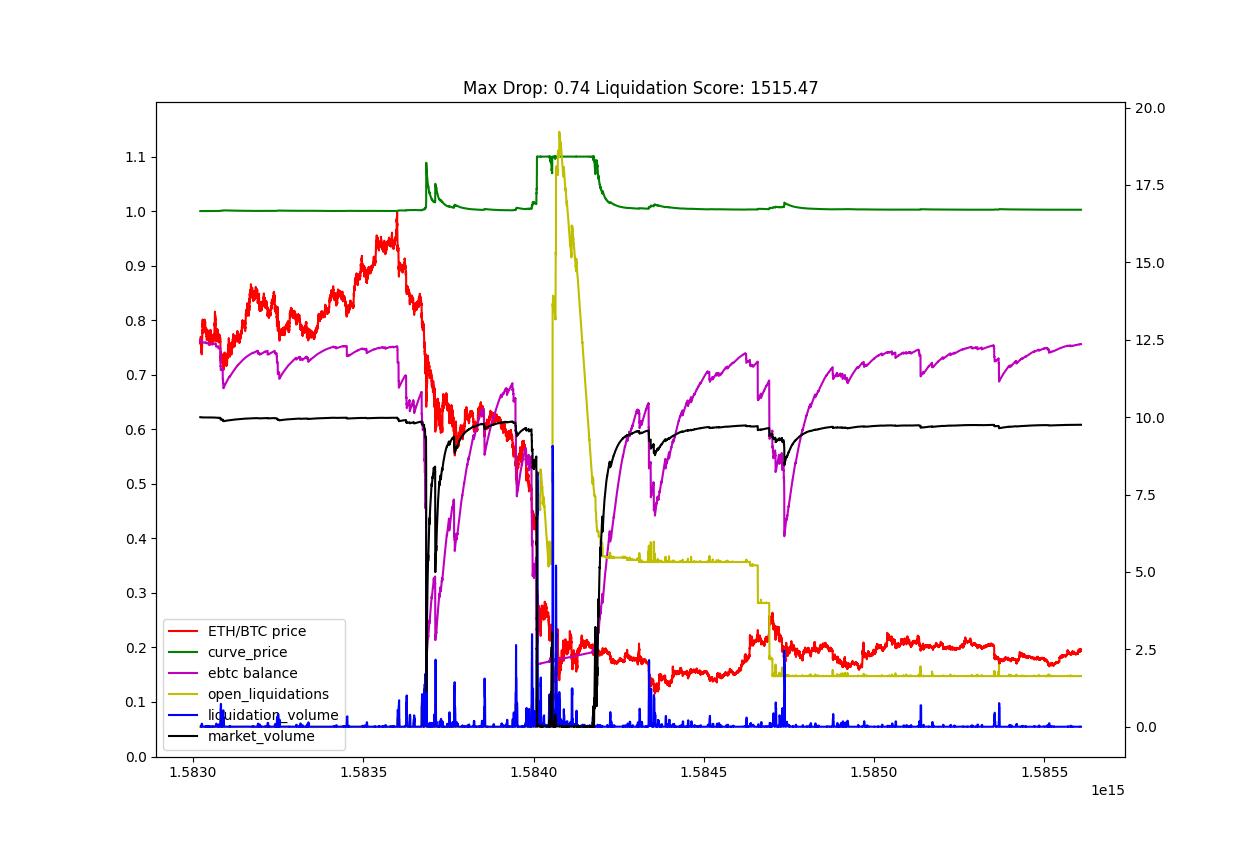 Max Drop: 0.74 Liquidation Score: 1515.47
1.1
1.0
0.9
0.8
0.7
0.6
0.5
0.4
0.3
0.2
0.1
0.0
20.0
17.5
15.0
12.5
10.0
7.5
5.0
2.5
0.0
ETH/BTC price
curve_price
ebtc balance
open_liquidations
liquidation_volume
market_volume
1.5830 1.5835 1.5840 1.5845 1.5850 1.5855
1e15